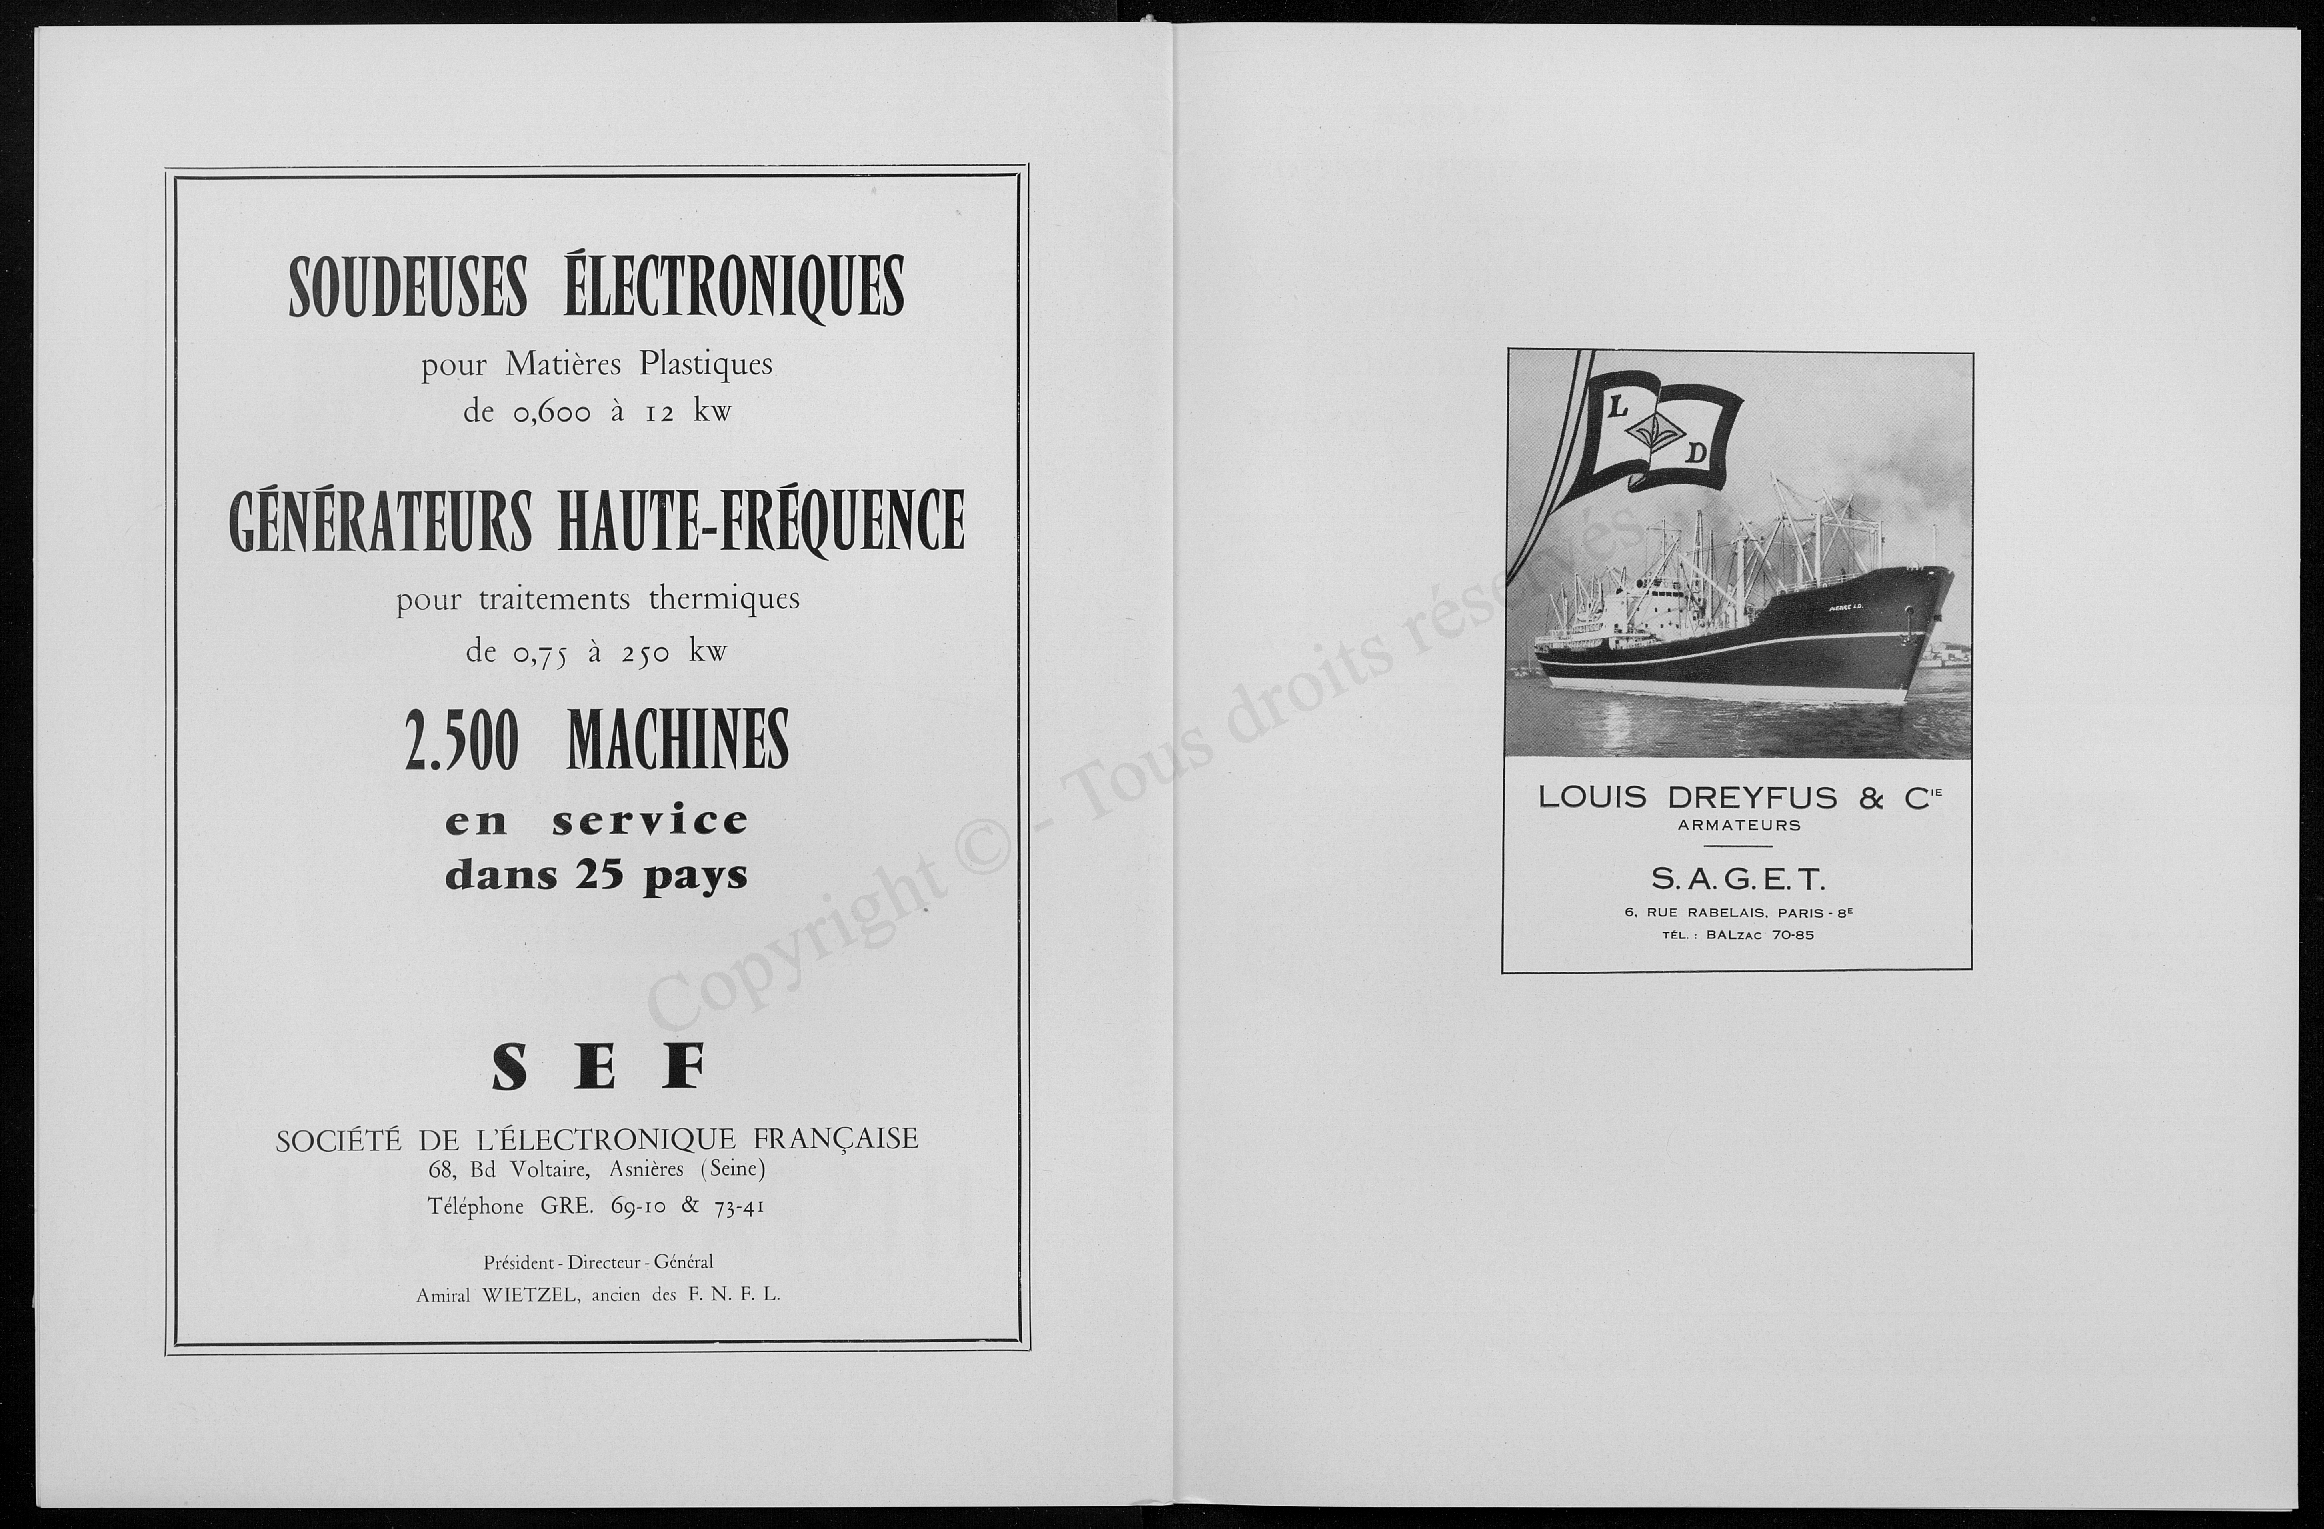 SOUDEUSES ÉLECTRONIQUES
pour Matières Plastiques
de 0,600 à 12 kw
GÉNÉRATEURS HAUTE-FRÉQUENCE
pour traitements thermiques
de 0,75 à 250 kw
2.500 MACHINES
en service
dans 25 pays
S E F
SOCIÉTÉ DE L'ÉLECTRONIQUE FRANÇAISE
68, Bd Voltaire, Asnières (Seine)
Téléphone GRE. 69-10 & 73-41
Président - Directeur - Général
Amiral WIETZEL, ancien des F. N. F. L.
Copyright © - Tous droits réservés
L
D
PIERRE L.D.
LOUIS DREYFUS & CIE
ARMATEURS
S. A. G. E. T.
6, RUE RABELAIS, PARIS - 8E
TÉL. : BALZAC 70-85